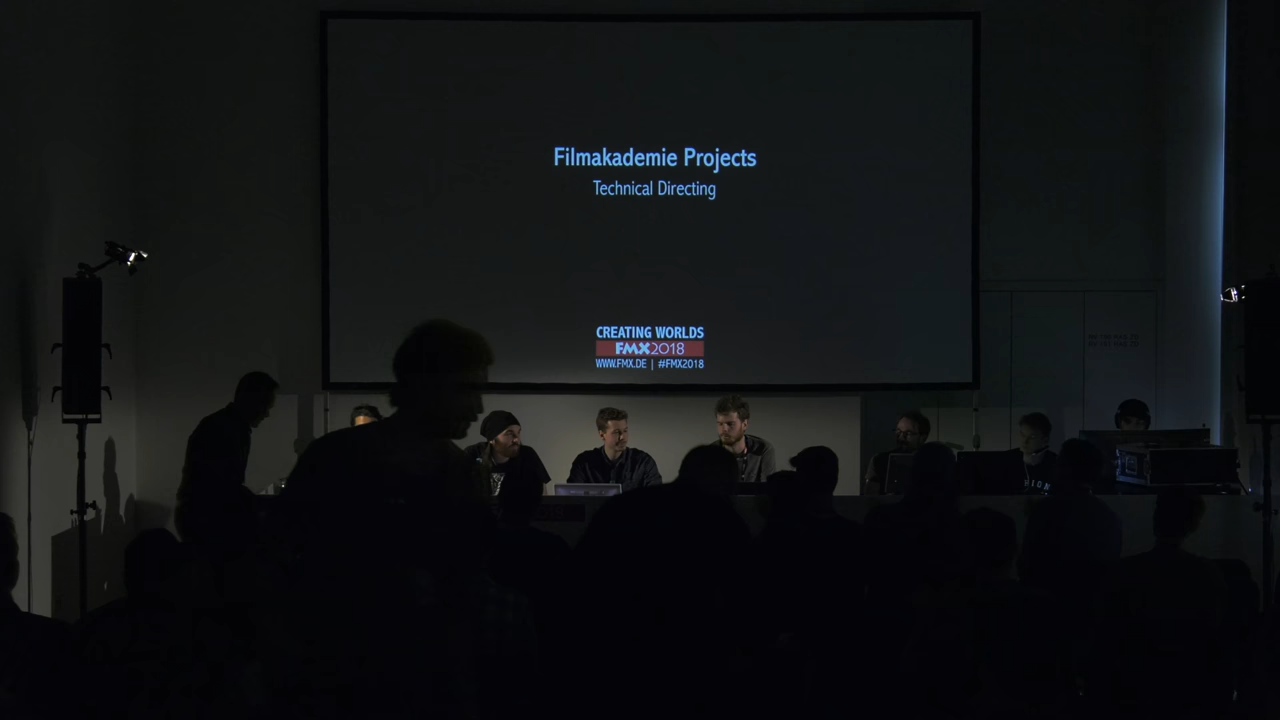 Filmakademie Projects
Technical Directing
CREATING WORLDS
FMX2018
WWW.FMX.DE | #FMX2018